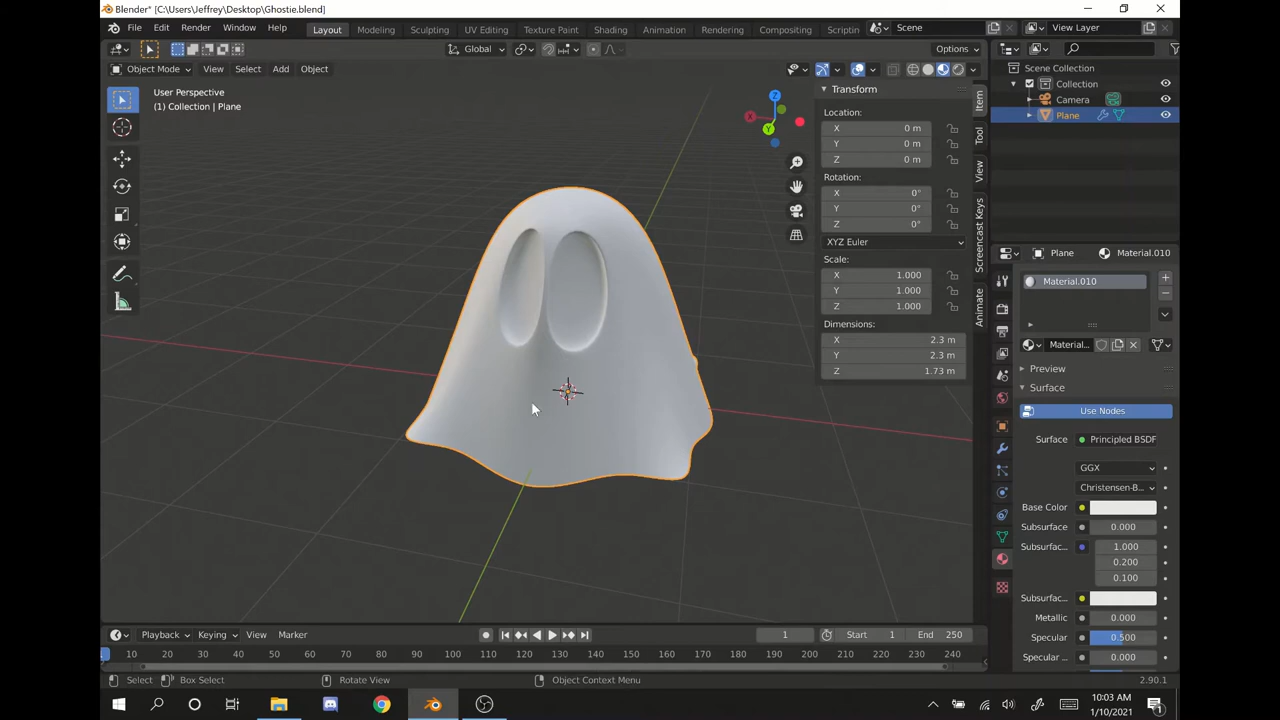 Blender* [C:\Users\Jeffrey\Desktop\Ghostie.blend]
File Edit Render Window Help Layout Modeling Sculpting UV Editing Texture Paint Shading Animation Rendering Compositing Scriptin Scene View Layer
Global Options
Object Mode View Select Add Object
User Perspective
(1) Collection | Plane
Z
X
Y
Transform
Location:
X 0 m
Y 0 m
Z 0 m
Rotation:
X 0°
Y 0°
Z 0°
XYZ Euler
Scale:
X 1.000
Y 1.000
Z 1.000
Dimensions:
X 2.3 m
Y 2.3 m
Z 1.73 m
Item
Tool
View
Screencast Keys
Animate
Scene Collection
Collection
Camera
Plane
Plane Material.010
Material.010
Materia...
Preview
Surface
Use Nodes
Surface Principled BSDF
GGX
Christensen-B...
Base Color
Subsurface 0.000
Subsurfac... 1.000
0.200
0.100
Subsurfac...
Metallic 0.000
Specular 0.500
Specular ... 0.000
Playback Keying View Marker 1 Start 1 End 250
10 20 30 40 50 60 70 80 90 100 110 120 130 140 150 160 170 180 190 200 210 220 230 240
Select Box Select Rotate View Object Context Menu 2.90.1
10:03 AM
1/10/2021
1